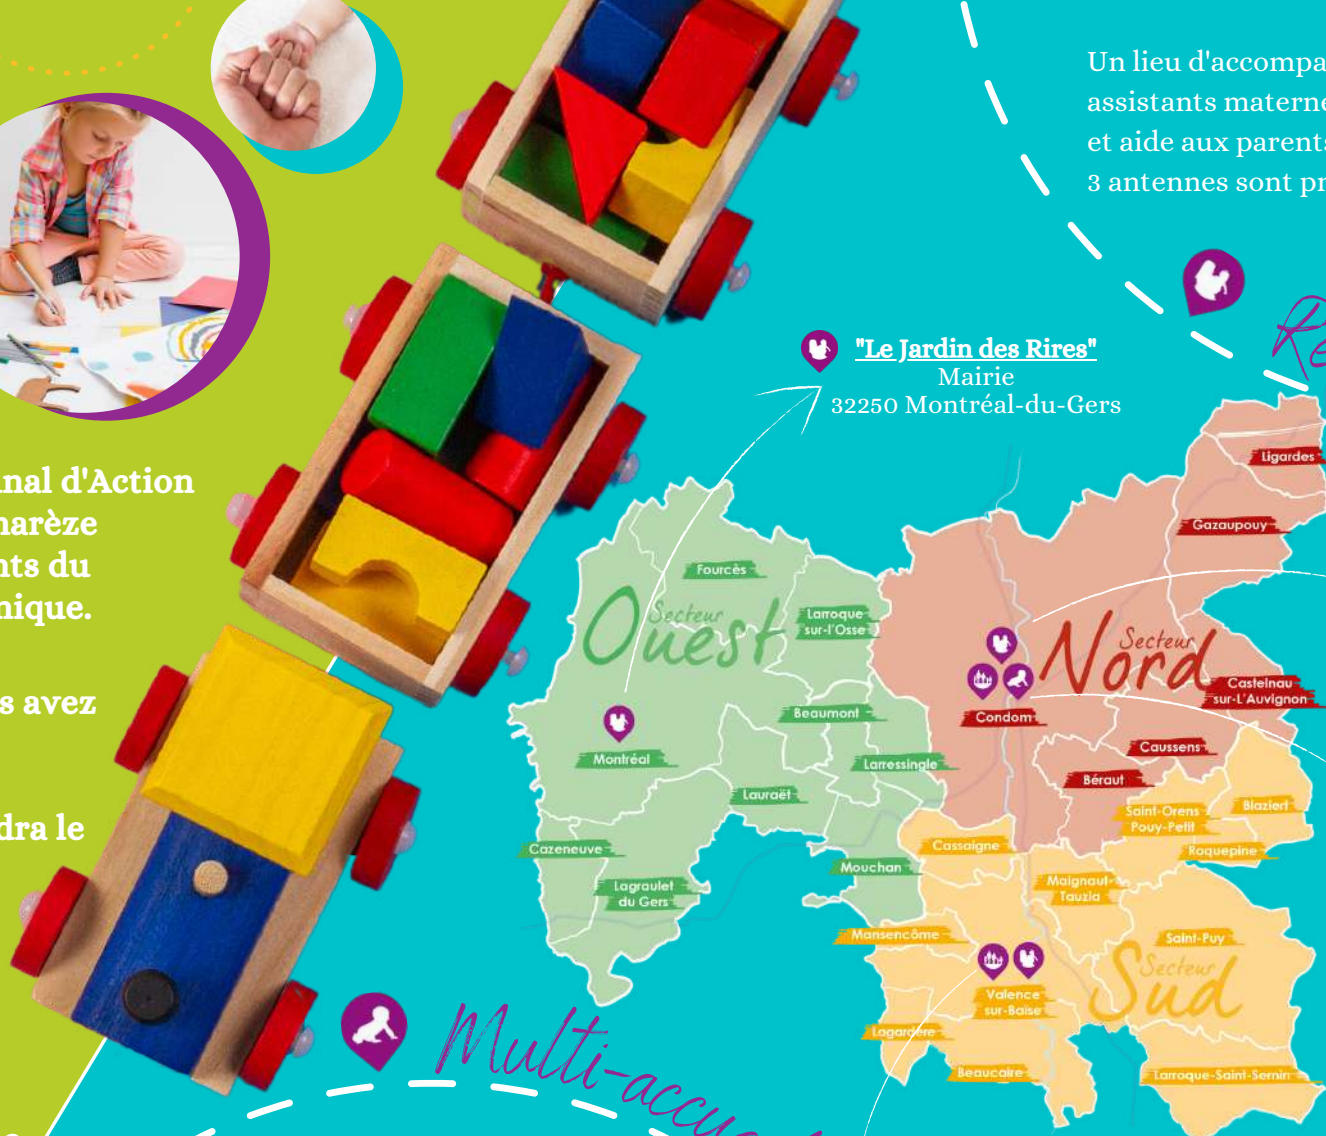 Un lieu d'accompa
assistants materne
et aide aux parents
3 antennes sont pr
"Le Jardin des Rires"
Mairie
32250 Montréal-du-Gers
Ré
nal d'Action
narèze
nts du
nique.
s avez
dra le
Secteur
Ouest
Fourcès
Larroque
sur-l'Osse
Beaumont
Montréal
Larressingle
Lauraët
Cazeneuve
Mouchan
Lagraulet
du Gers
Secteur
Nord
Ligardes
Gazaupouy
Castelnau
sur-L'Auvignon
Condom
Caussens
Béraut
Secteur
Sud
Saint-Orens
Pouy-Petit
Blaziert
Cassaigne
Roquepine
Maignaut-
Tauzia
Mansencôme
Saint-Puy
Valence
sur-Baïse
Lagardère
Beaucaire
Larroque-Saint-Sernin
Multi-accu